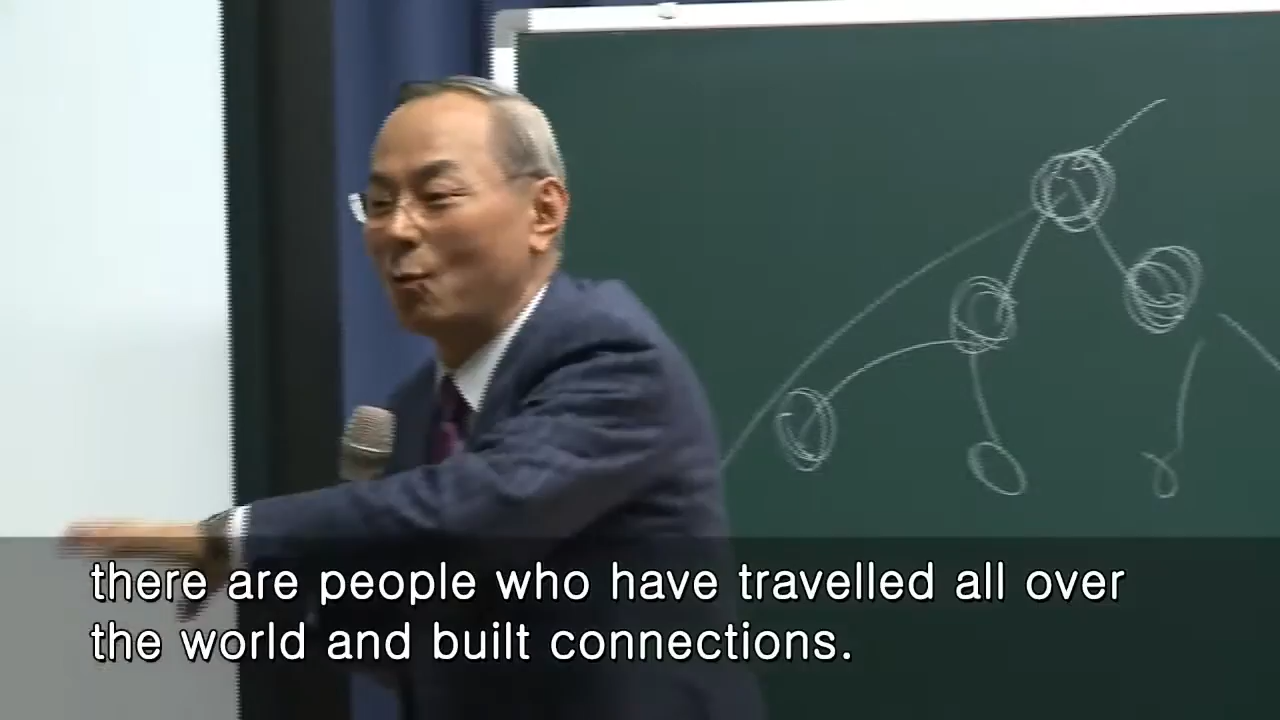 there are people who have travelled all over
the world and built connections.